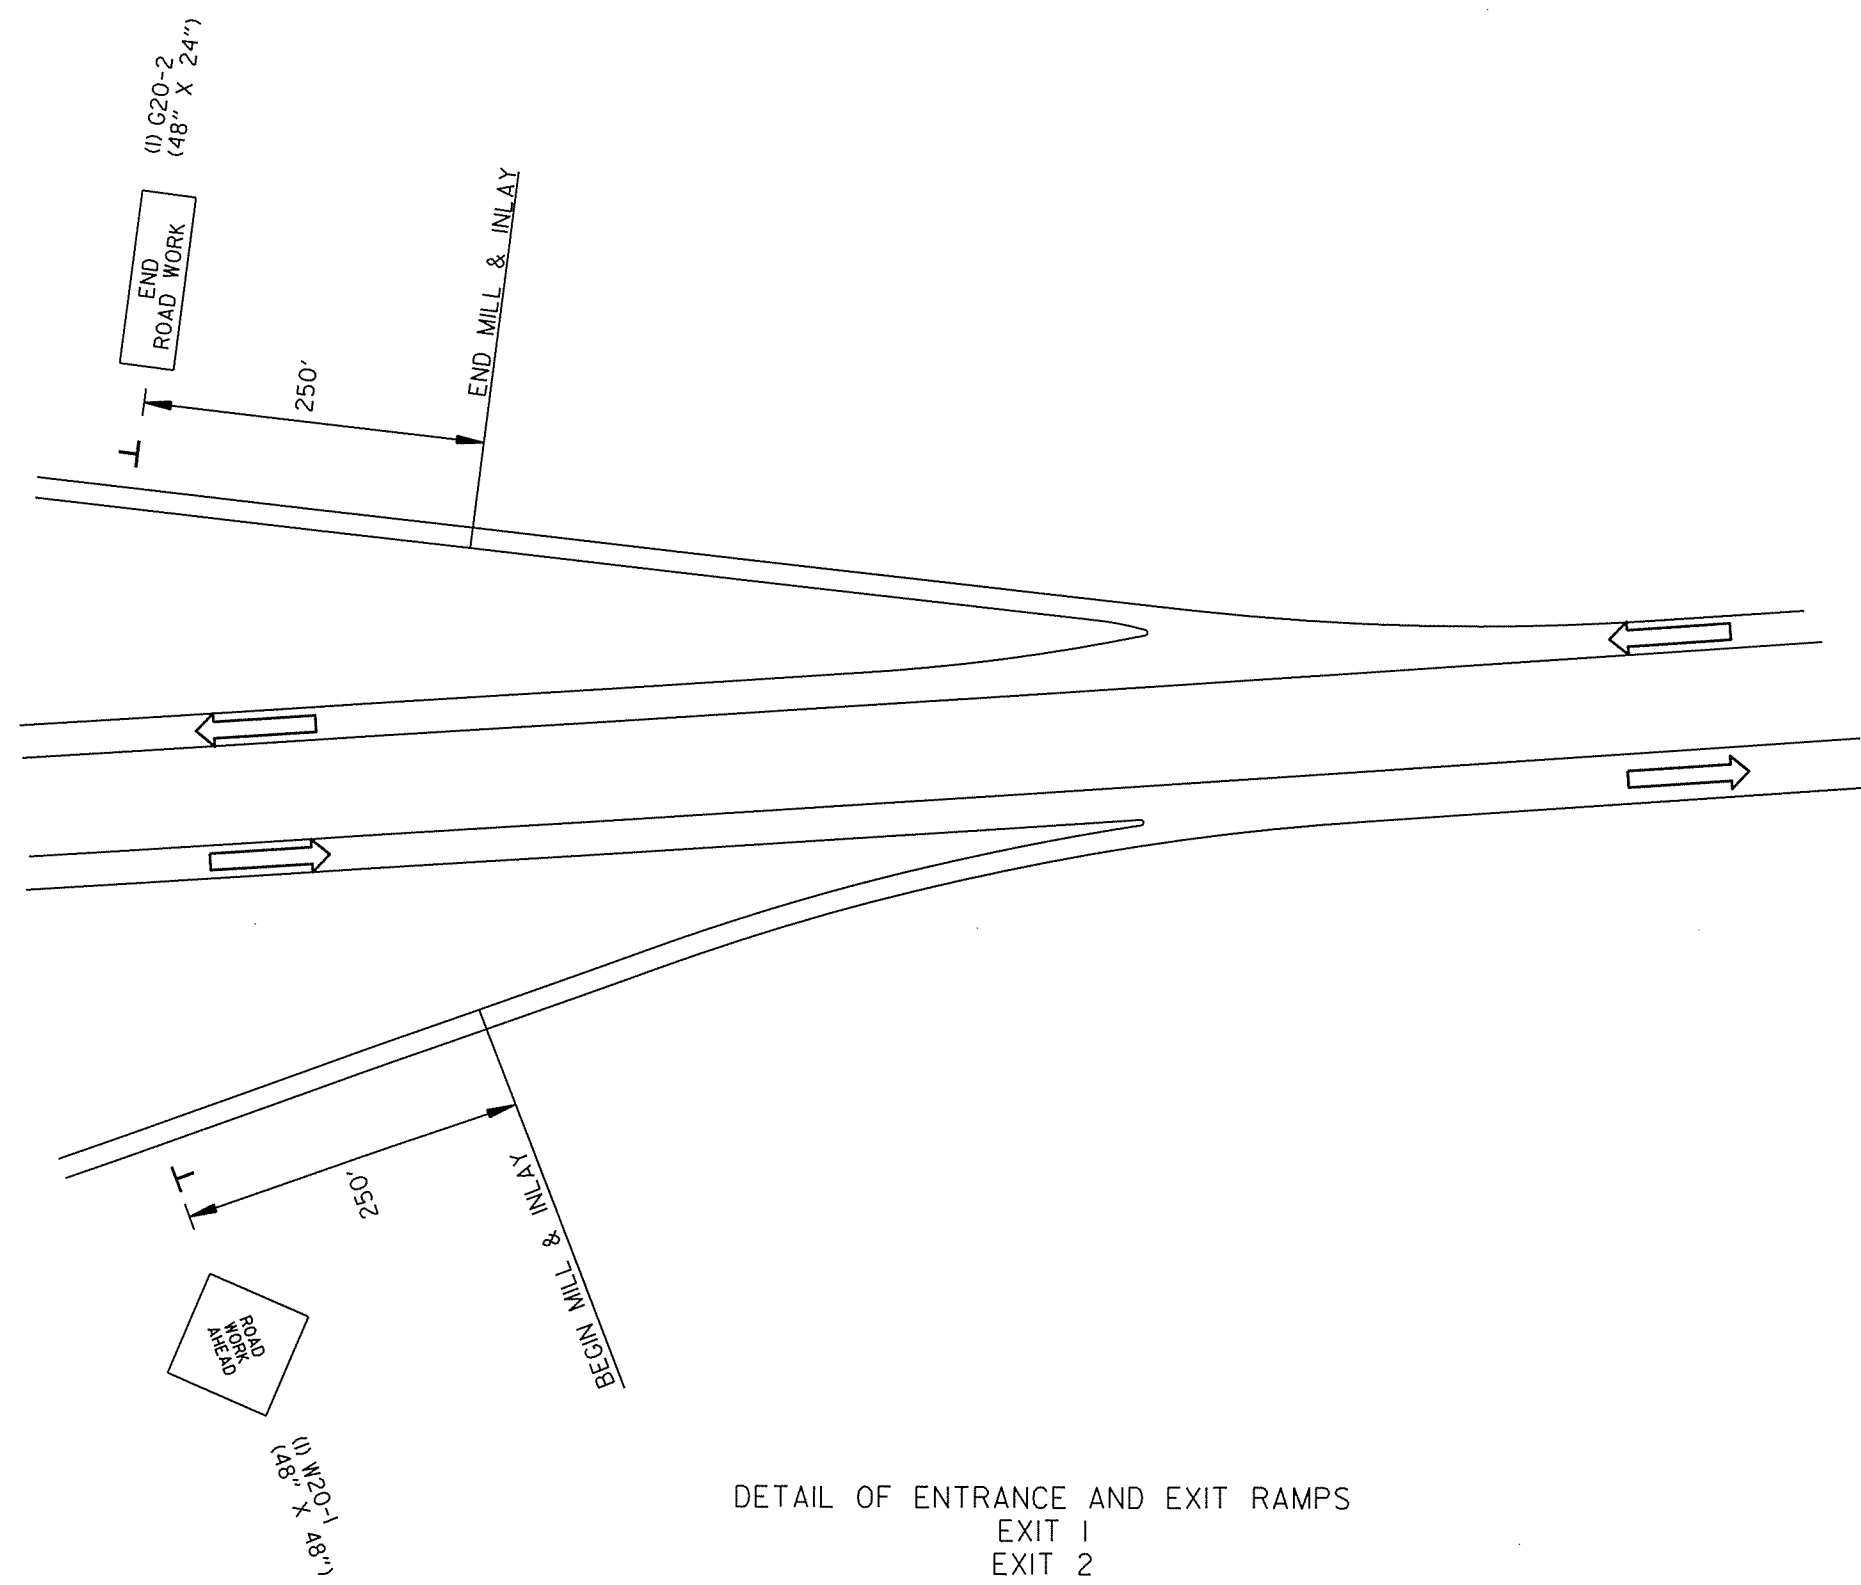 (1) G20-2
(48" X 24")
END
ROAD WORK
250'
END MILL & INLAY
250'
BEGIN MILL & INLAY
ROAD
WORK
AHEAD
(1) W20-1
(48" X 48")
DETAIL OF ENTRANCE AND EXIT RAMPS
EXIT 1
EXIT 2